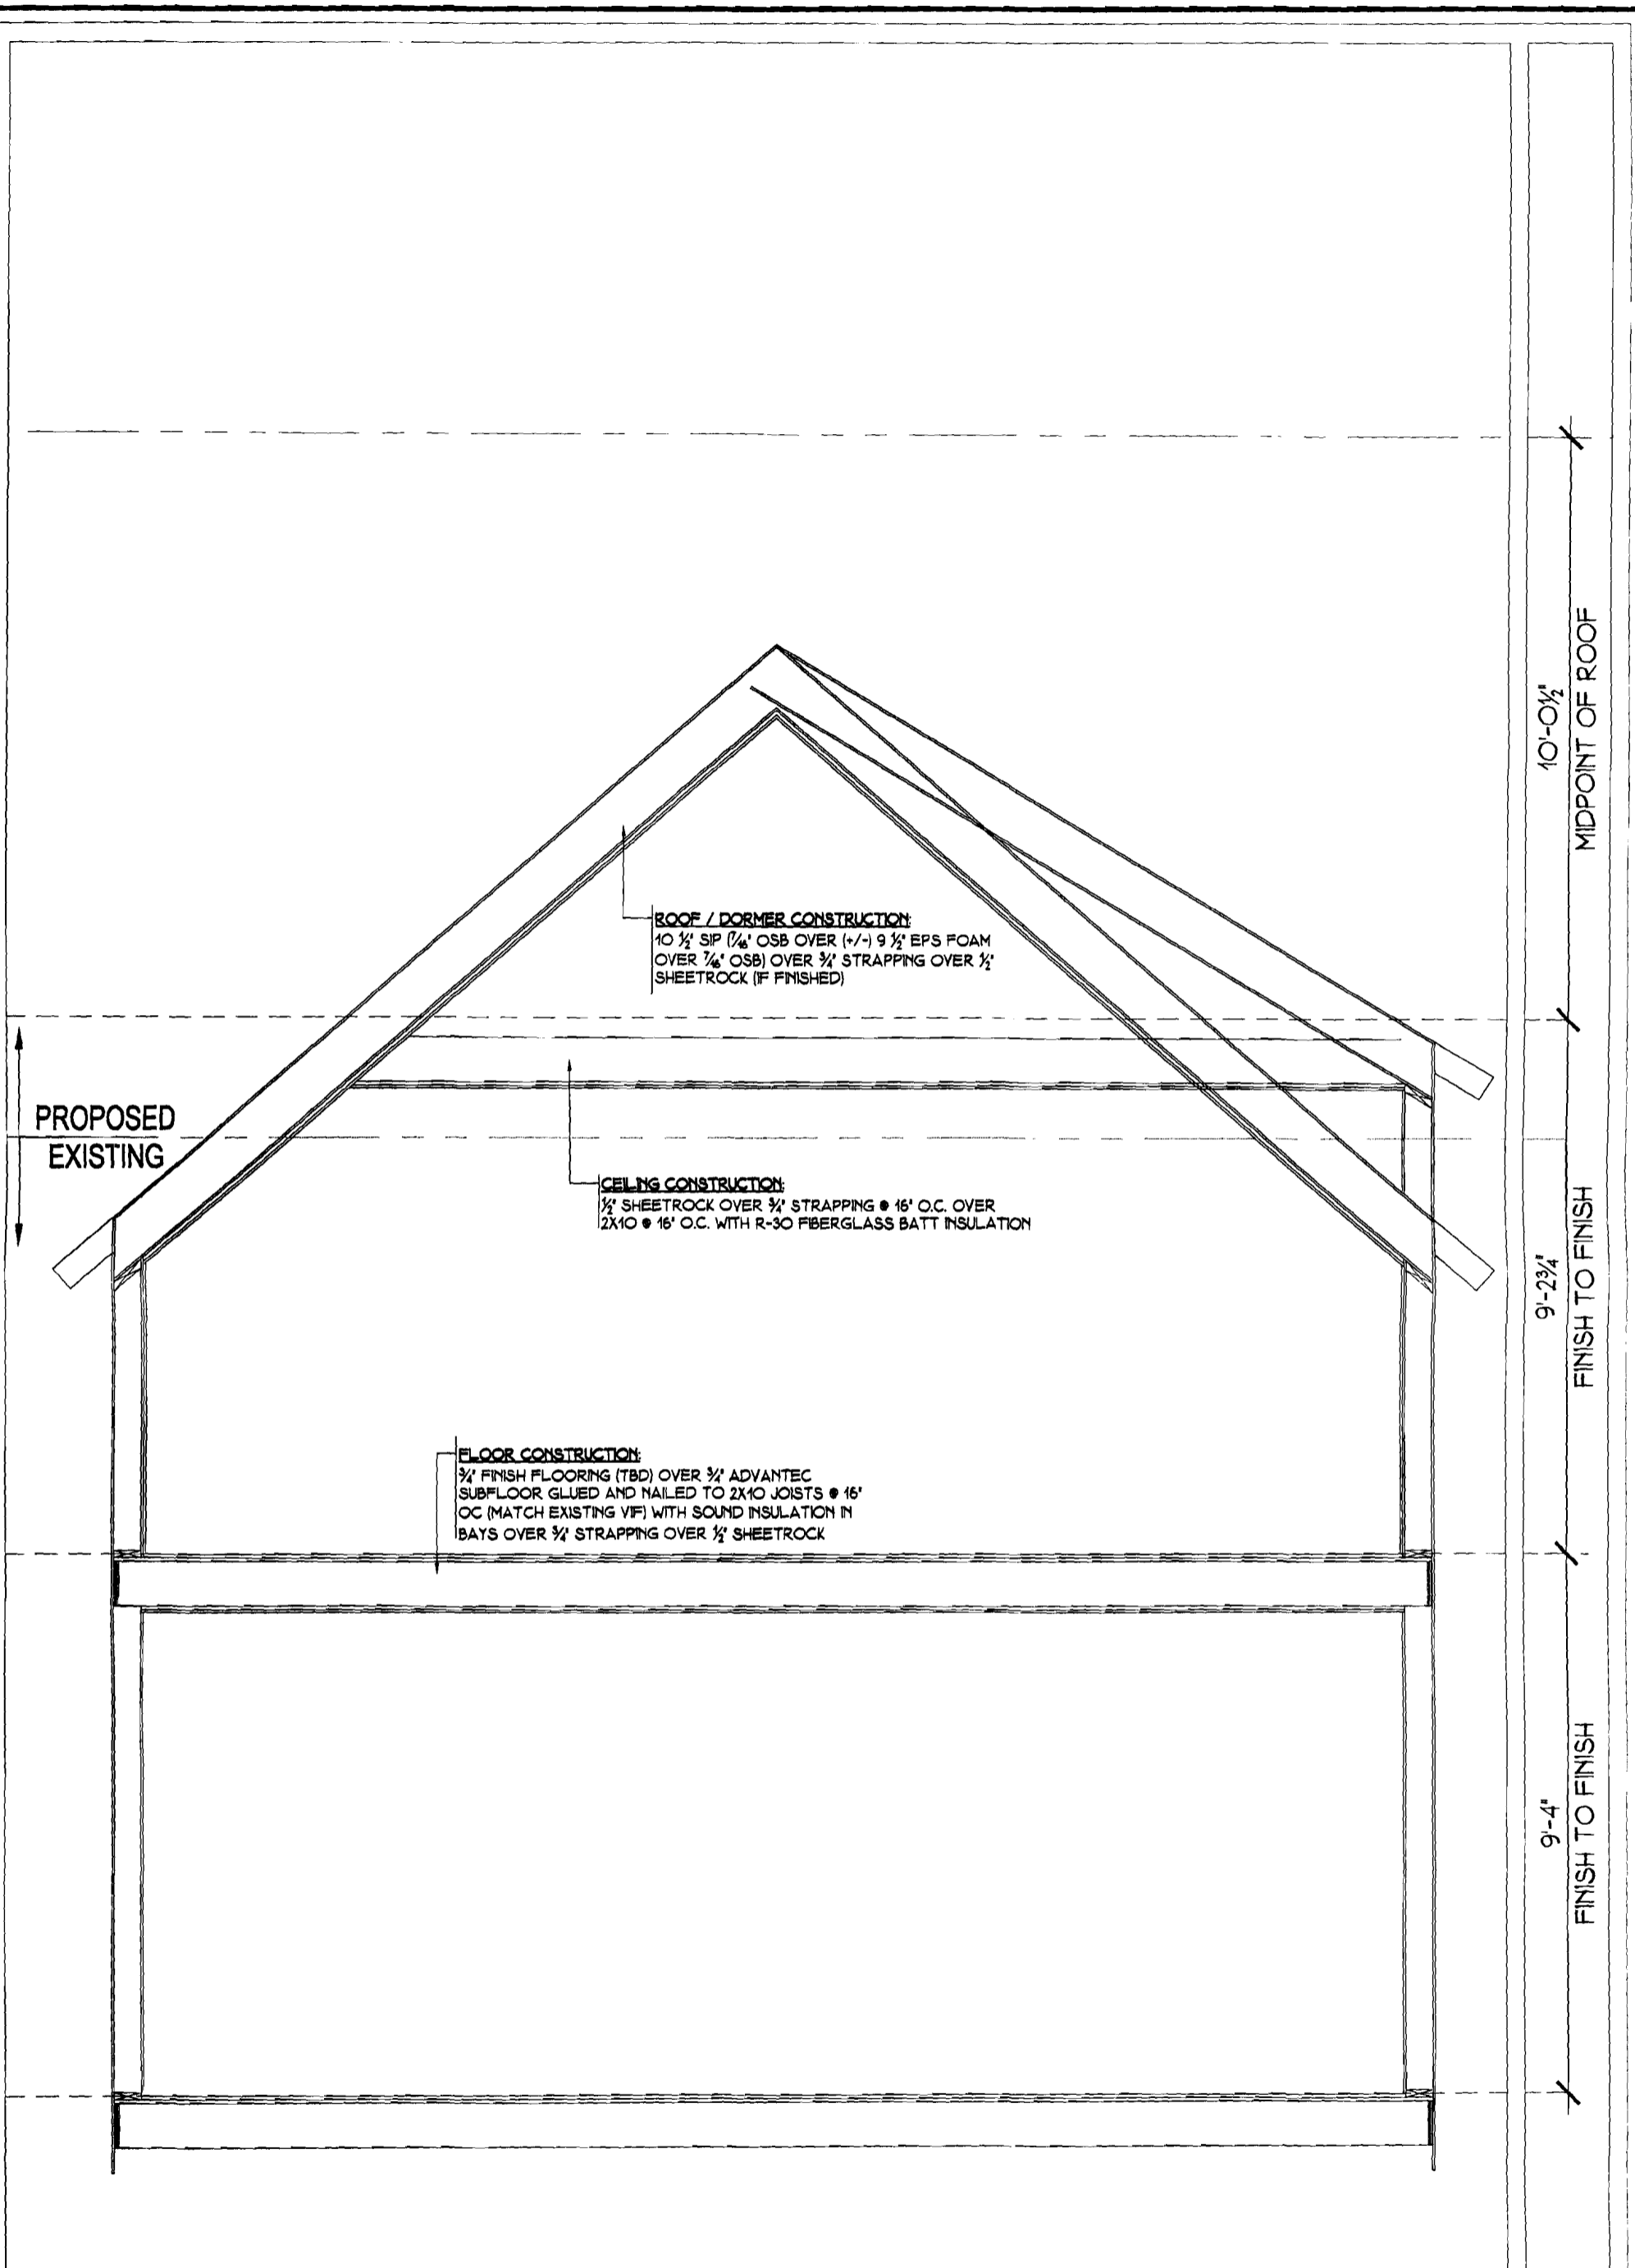 10'-0½"
MIDPOINT OF ROOF
ROOF / DORMER CONSTRUCTION:
10 ½" SIP (7/16" OSB OVER (+/-) 9 ½" EPS FOAM
OVER 7/16" OSB) OVER ¾" STRAPPING OVER ½"
SHEETROCK (IF FINISHED)
PROPOSED
EXISTING
CEILING CONSTRUCTION:
½" SHEETROCK OVER ¾" STRAPPING @ 16" O.C. OVER
2X10 @ 16" O.C. WITH R-30 FIBERGLASS BATT INSULATION
9'-2¾"
FINISH TO FINISH
FLOOR CONSTRUCTION:
¾" FINISH FLOORING (TBD) OVER ¾" ADVANTEC
SUBFLOOR GLUED AND NAILED TO 2X10 JOISTS @ 16"
OC (MATCH EXISTING VIF) WITH SOUND INSULATION IN
BAYS OVER ¾" STRAPPING OVER ½" SHEETROCK
9'-4"
FINISH TO FINISH